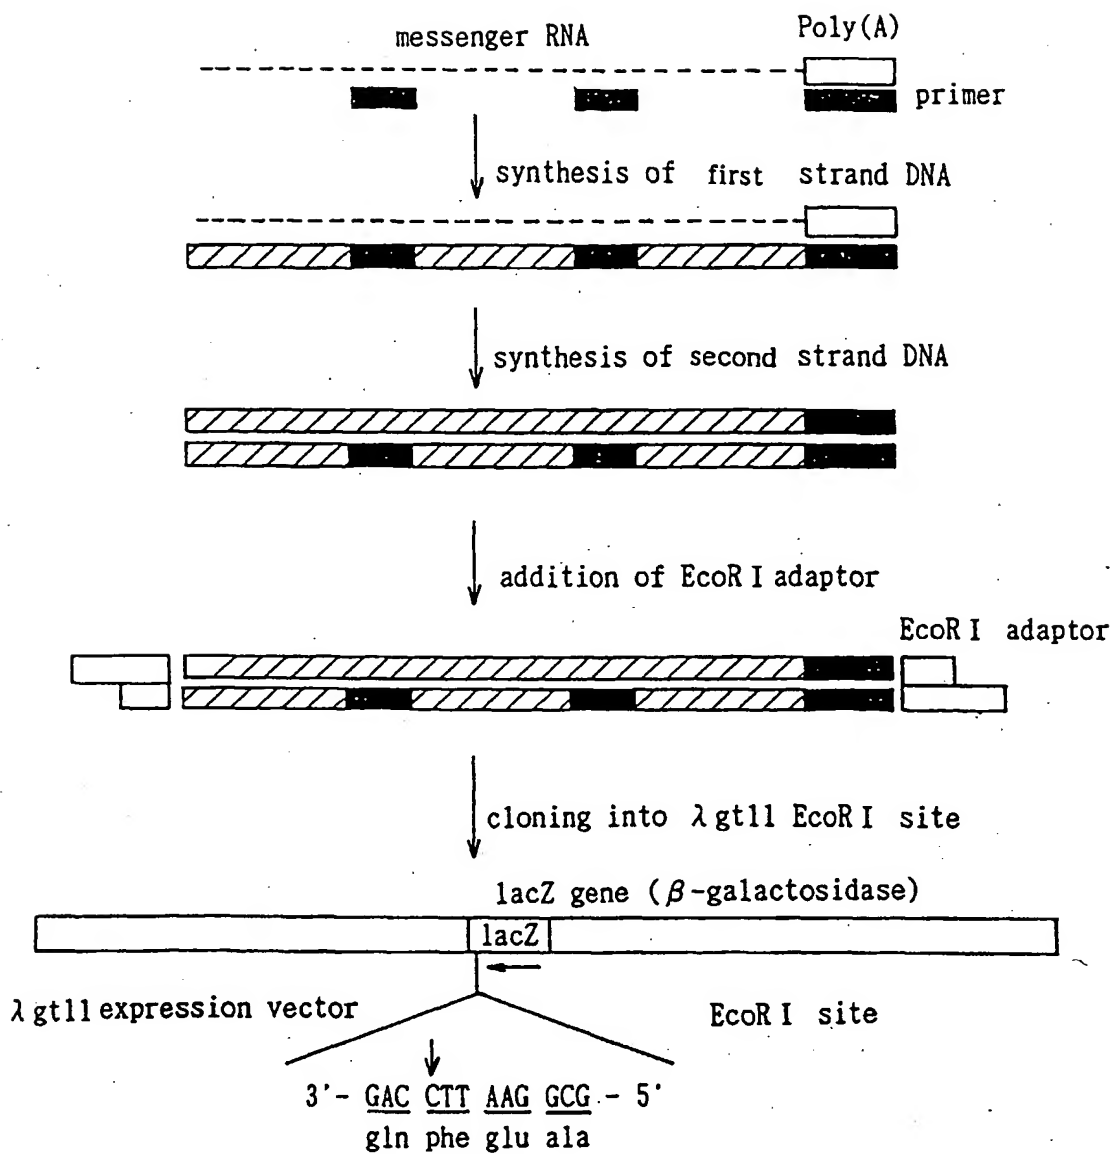 messenger RNA
Poly(A)
primer
synthesis of first strand DNA
synthesis of second strand DNA
addition of EcoR I adaptor
EcoR I adaptor
cloning into λgt11 EcoR I site
lacZ gene (β-galactosidase)
lacZ
λgt11 expression vector
EcoR I site
3'- GAC CTT AAG GCG - 5'
gln phe glu ala